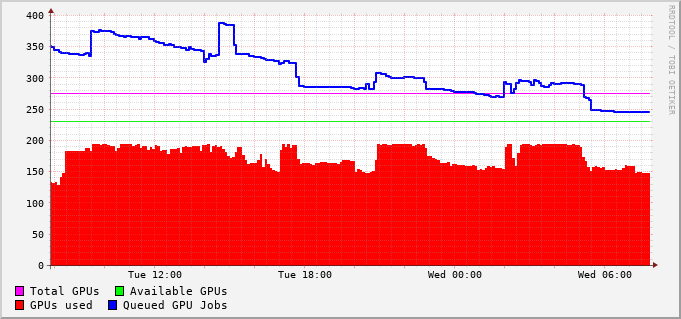 400
350
300
250
200
150
100
50
0
Tue 12:00 Tue 18:00 Wed 00:00 Wed 06:00
Total GPUs Available GPUs
GPUs used Queued GPU Jobs
RRDTOOL / TOBI OETIKER